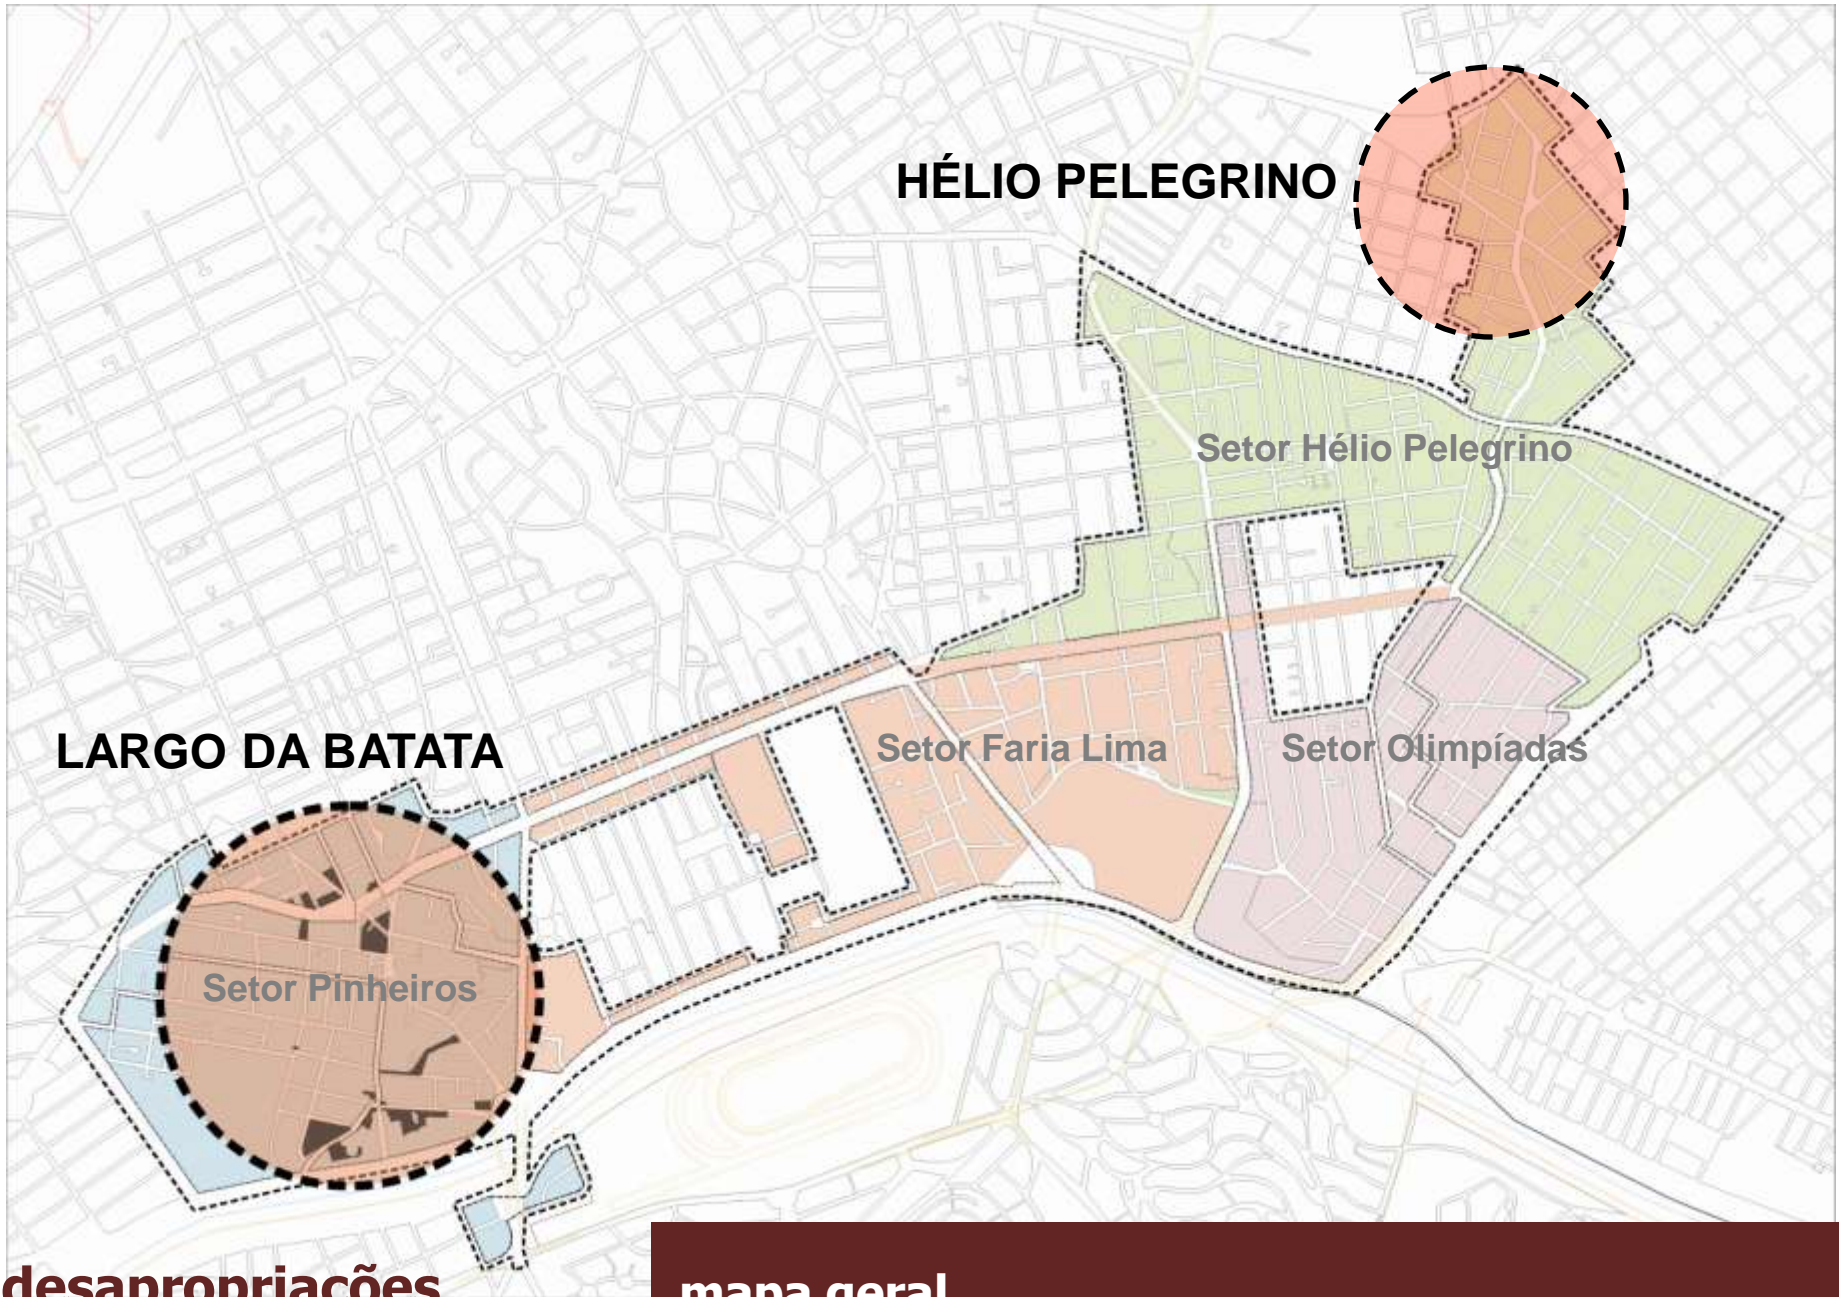 HÉLIO PELEGRINO
Setor Hélio Pelegrino
LARGO DA BATATA
Setor Faria Lima
Setor Olimpíadas
Setor Pinheiros
desapropriações
mapa geral